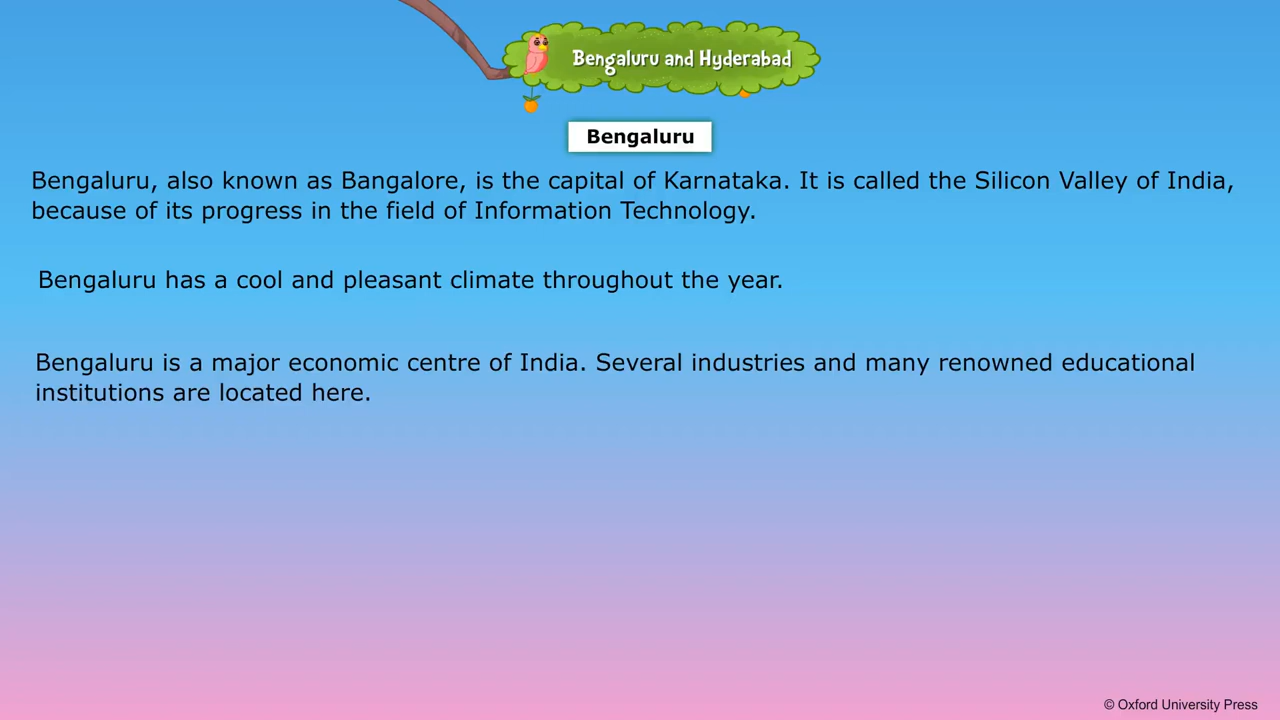 Bengaluru and Hyderabad
Bengaluru
Bengaluru, also known as Bangalore, is the capital of Karnataka. It is called the Silicon Valley of India,
because of its progress in the field of Information Technology.
Bengaluru has a cool and pleasant climate throughout the year.
Bengaluru is a major economic centre of India. Several industries and many renowned educational
institutions are located here.
© Oxford University Press